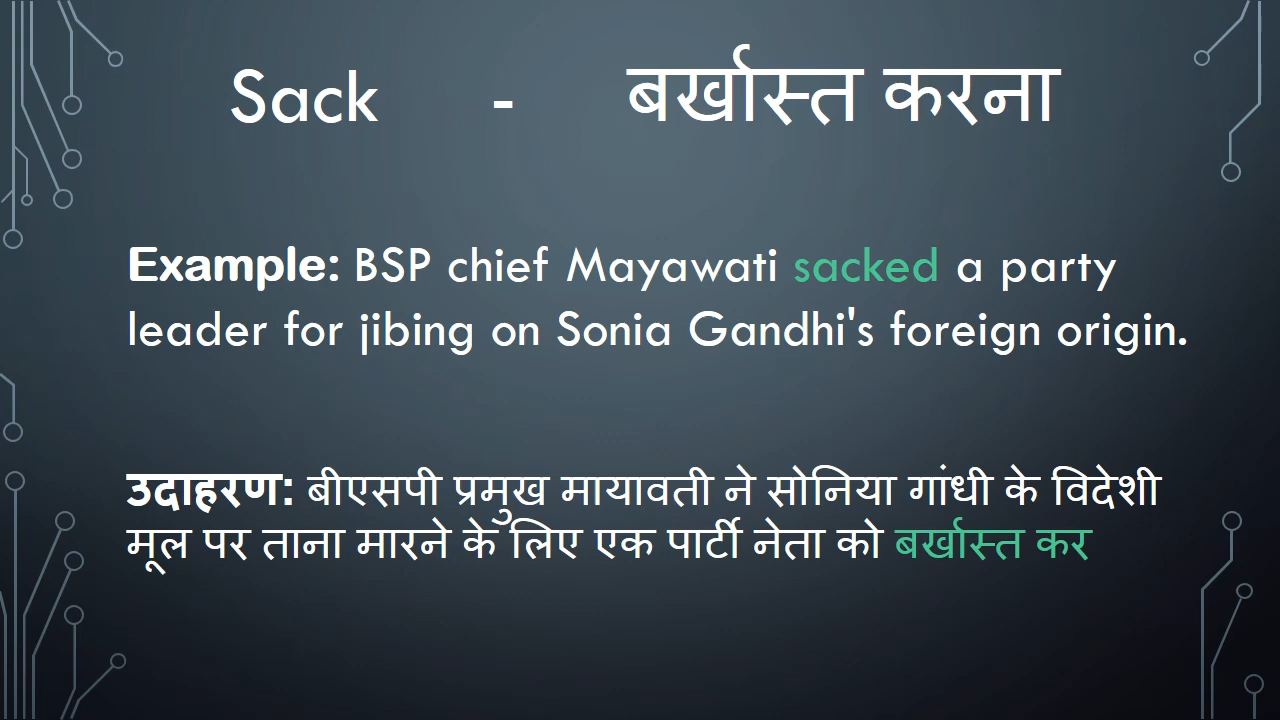 Sack - बर्खास्त करना
Example: BSP chief Mayawati sacked a party
leader for jibing on Sonia Gandhi's foreign origin.
उदाहरण: बीएसपी प्रमुख मायावती ने सोनिया गांधी के विदेशी
मूल पर ताना मारने के लिए एक पार्टी नेता को बर्खास्त कर